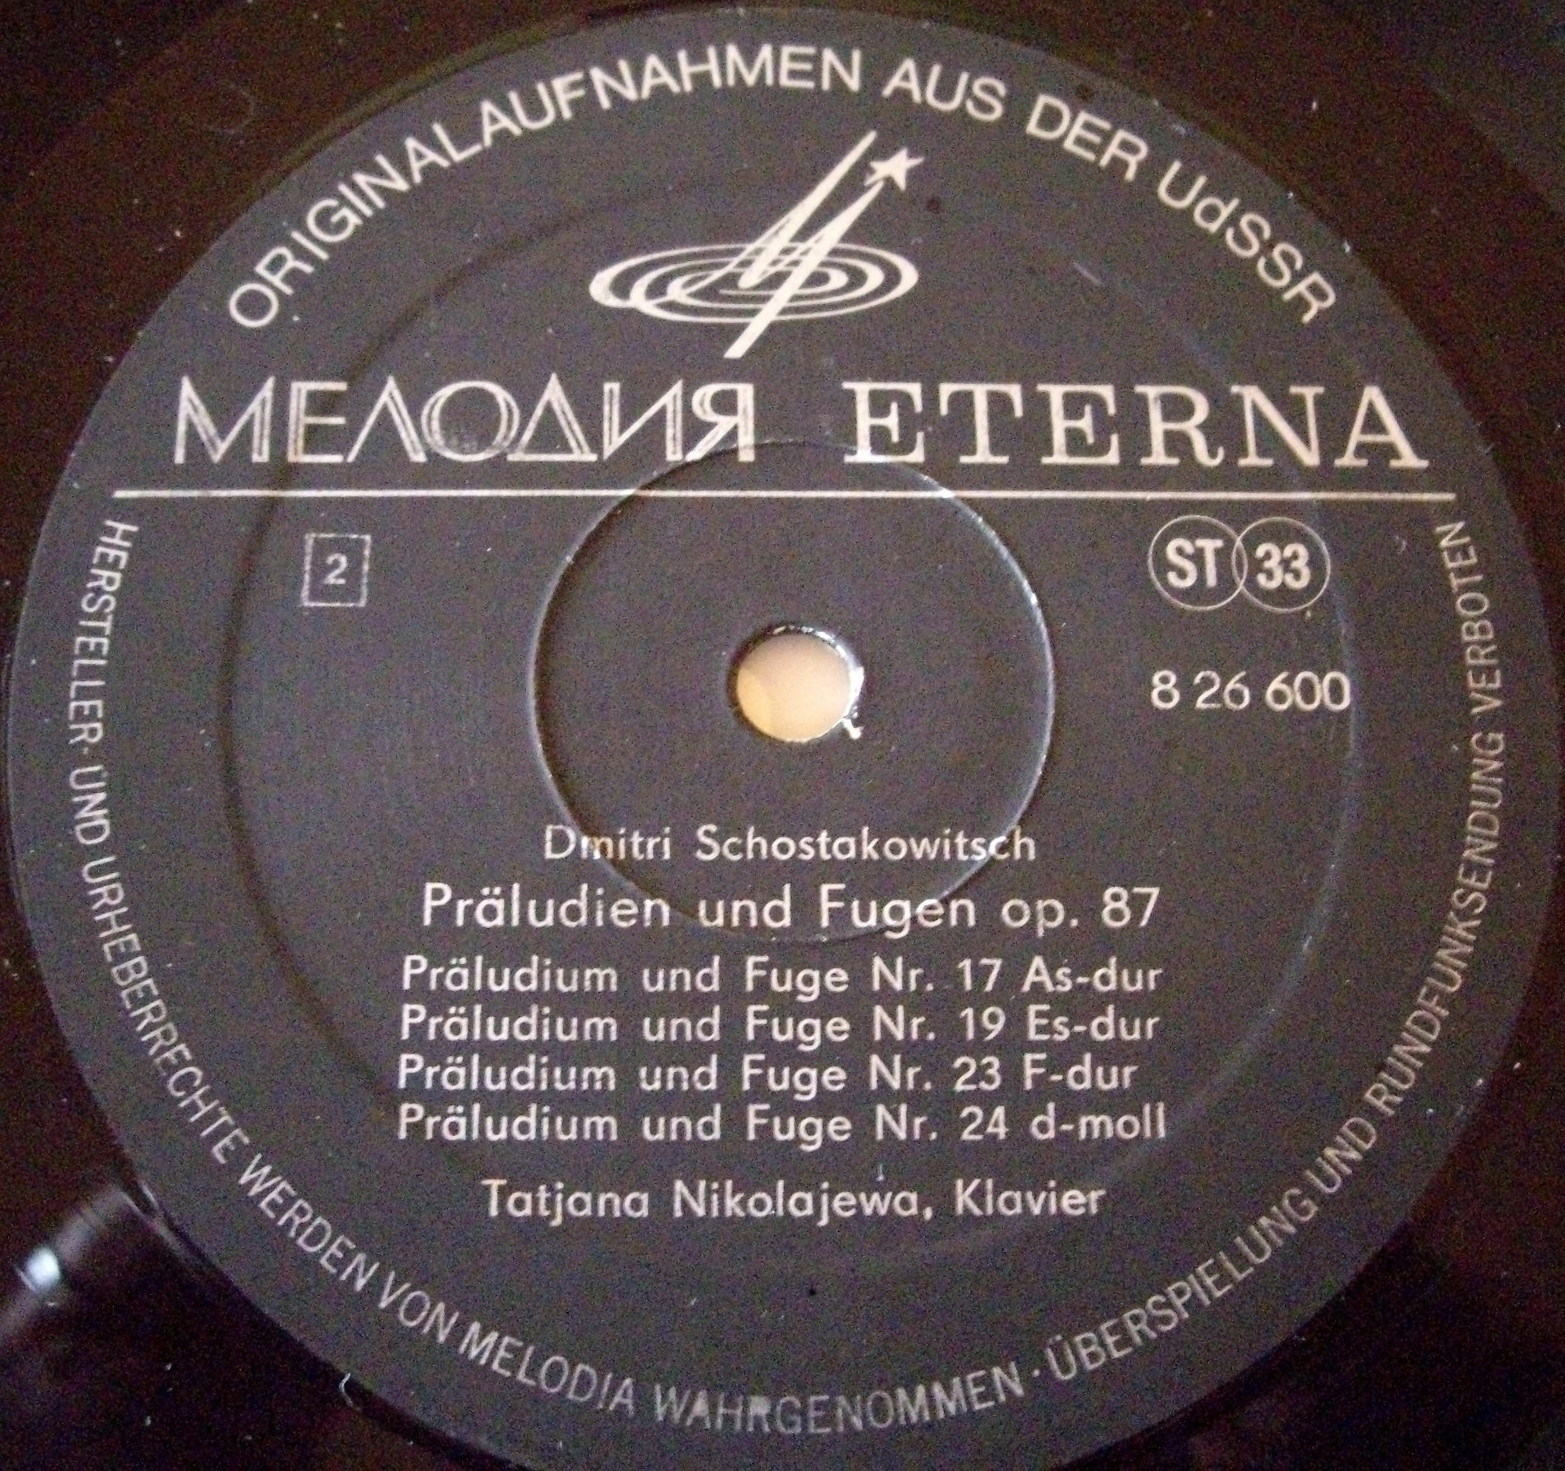 ORIGINALAUFNAHMEN AUS DER UdSSR
МЕЛОДИЯ ETERNA
2
ST 33
8 26 600
Dmitri Schostakowitsch
Präludien und Fugen op. 87
Präludium und Fuge Nr. 17 As-dur
Präludium und Fuge Nr. 19 Es-dur
Präludium und Fuge Nr. 23 F-dur
Präludium und Fuge Nr. 24 d-moll
Tatjana Nikolajewa, Klavier
HERSTELLER- UND URHEBERRECHTE WERDEN VON MELODIA WAHRGENOMMEN · ÜBERSPIELUNG UND RUNDFUNKSENDUNG VERBOTEN